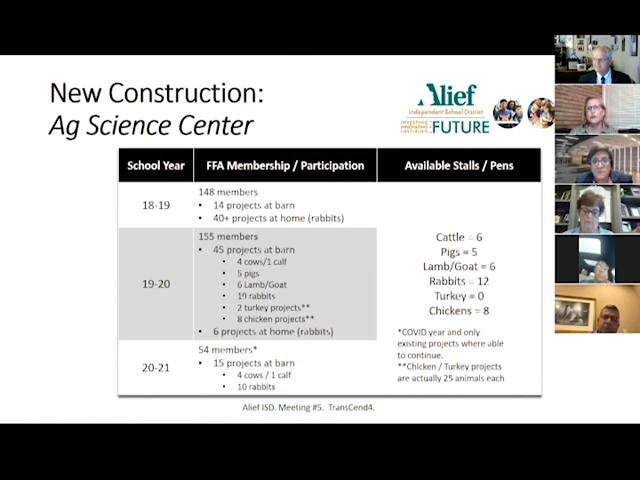 New Construction:
Ag Science Center
Alief
Independent School District
INVESTING
INNOVATING
INSPIRING
FUTURE
School Year
FFA Membership / Participation
Available Stalls / Pens
18-19
148 members
• 14 projects at barn
• 40+ projects at home (rabbits)
19-20
155 members
• 45 projects at barn
• 4 cows/1 calf
• 5 pigs
• 6 Lamb/Goat
• 19 rabbits
• 2 turkey projects**
• 8 chicken projects**
• 6 projects at home (rabbits)
20-21
54 members*
• 15 projects at barn
• 4 cows / 1 calf
• 10 rabbits
Cattle = 6
Pigs = 5
Lamb/Goat = 6
Rabbits = 12
Turkey = 0
Chickens = 8
*COVID year and only
existing projects where able
to continue.
**Chicken / Turkey projects
are actually 25 animals each
Alief ISD. Meeting #5. TransCend4.